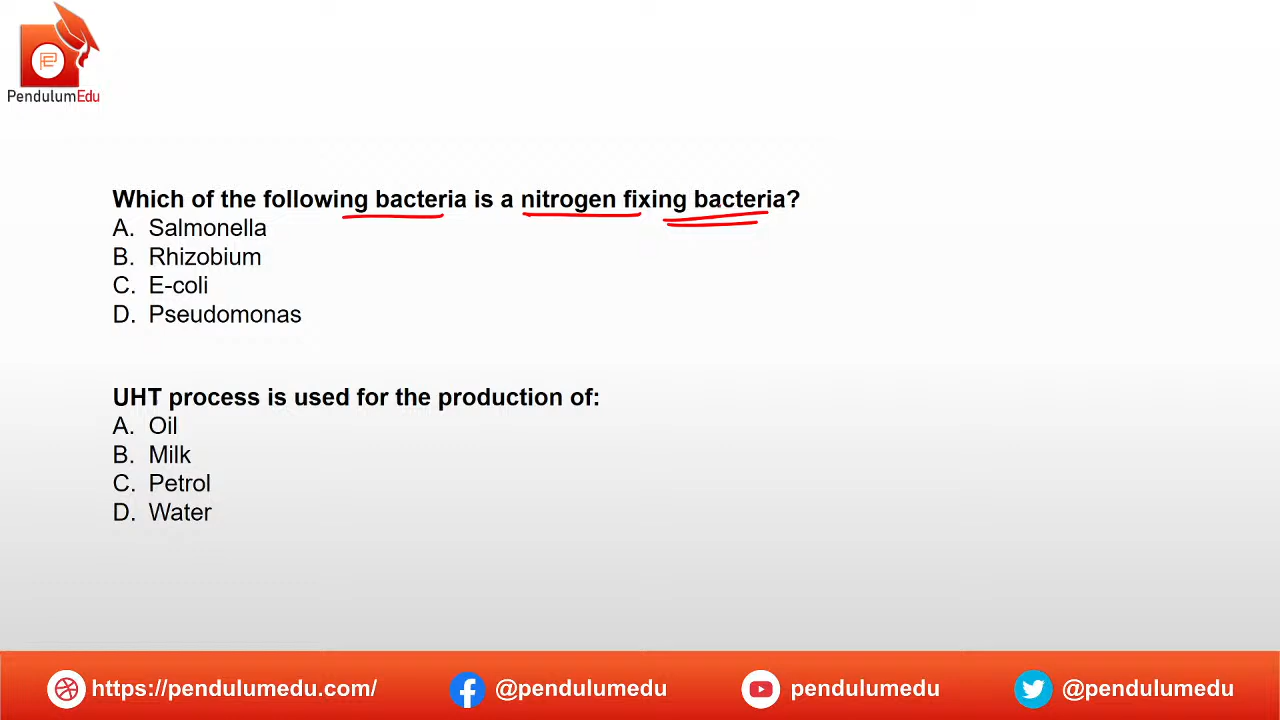 PendulumEdu
Which of the following bacteria is a nitrogen fixing bacteria?
A. Salmonella
B. Rhizobium
C. E-coli
D. Pseudomonas
UHT process is used for the production of:
A. Oil
B. Milk
C. Petrol
D. Water
https://pendulumedu.com/ @pendulumedu pendulumedu @pendulumedu